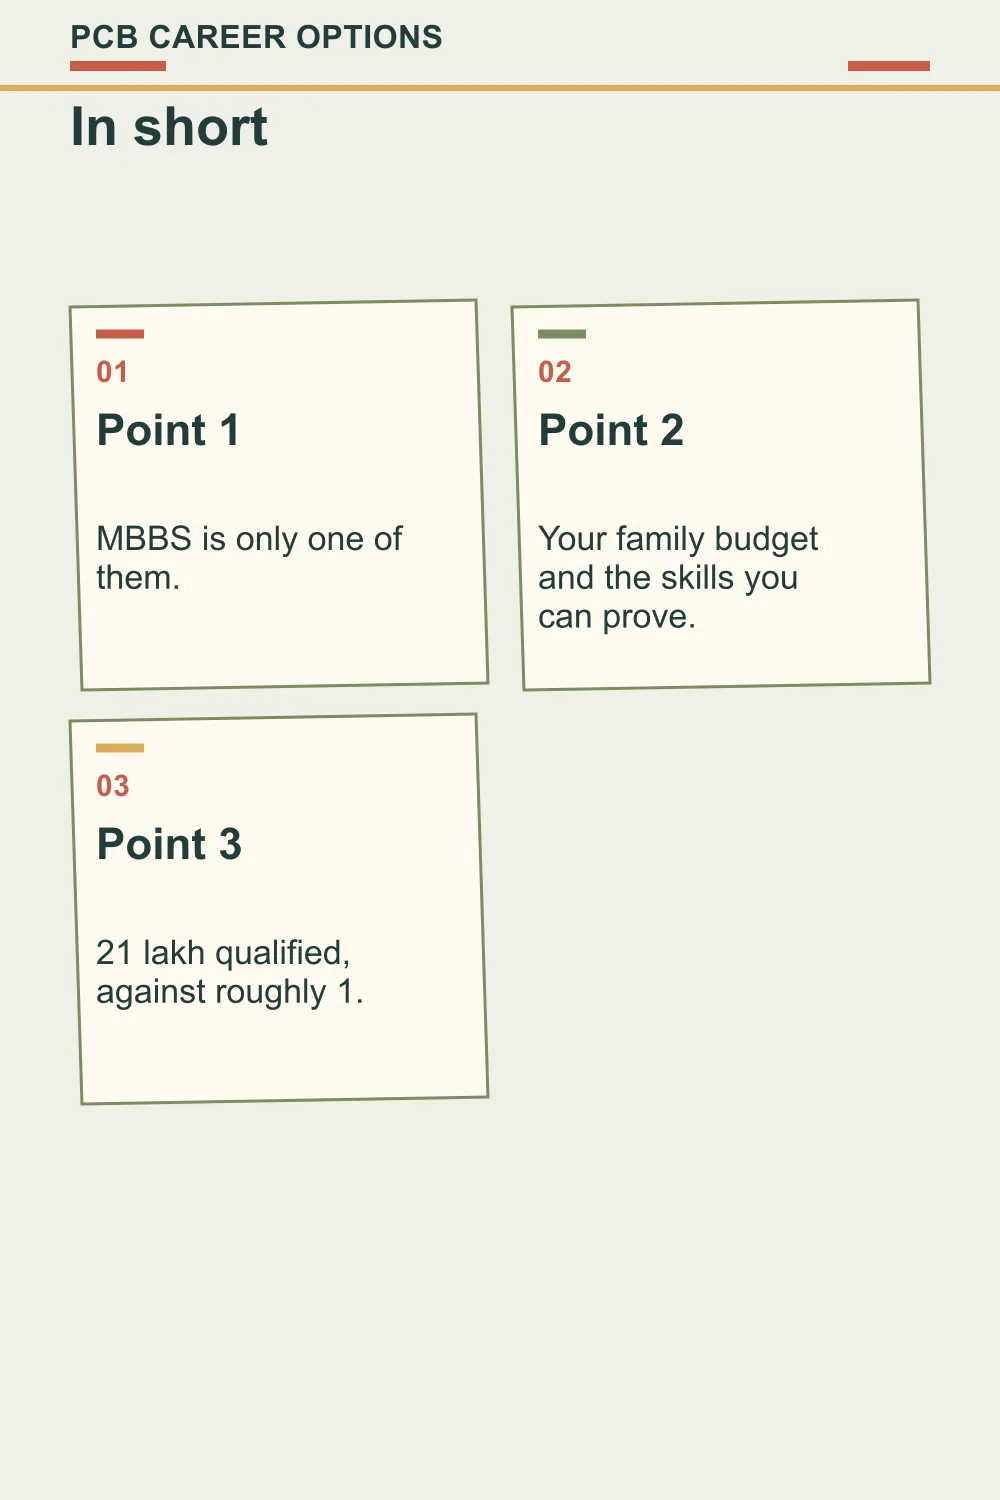 PCB CAREER OPTIONS
In short
01
Point 1
MBBS is only one of
them.
02
Point 2
Your family budget
and the skills you
can prove.
03
Point 3
21 lakh qualified,
against roughly 1.